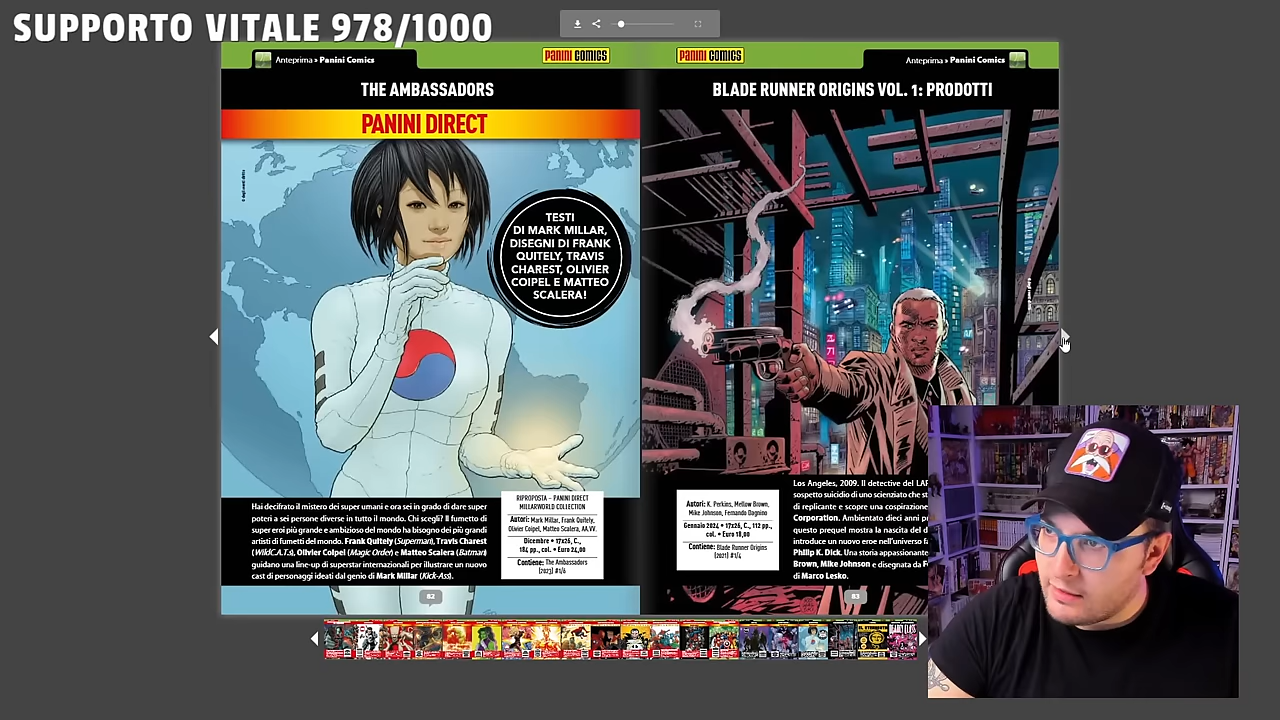 SUPPORTO VITALE 978/1000
Anteprima » Panini Comics
PANINI COMICS
PANINI COMICS
Anteprima » Panini Comics
THE AMBASSADORS
PANINI DIRECT
TESTI
DI MARK MILLAR,
DISEGNI DI FRANK
QUITELY, TRAVIS
CHAREST, OLIVIER
COIPEL E MATTEO
SCALERA!
Hai decifrato il mistero dei super umani e ora sei in grado di dare super
poteri a sei persone diverse in tutto il mondo. Chi scegli? Il fumetto di
supereroi più grande e ambizioso del mondo ha bisogno dei più grandi
artisti di fumetti del mondo. Frank Quitely (Superman), Travis Charest
(WildC.A.T.s), Olivier Coipel (Magic Order) e Matteo Scalera (Batman)
guidano una line-up di superstar internazionali per illustrare un nuovo
cast di personaggi ideati dal genio di Mark Millar (Kick-Ass).
RIPROPOSTA – PANINI DIRECT
MILLARWORLD COLLECTION
Autori: Mark Millar, Frank Quitely,
Olivier Coipel, Matteo Scalera, AA.VV.
Dicembre • 17x26, C.,
184 pp., col. • Euro 24,00
Contiene: The Ambassadors
(2023) #1/6
82
BLADE RUNNER ORIGINS VOL. 1: PRODOTTI
Autori: K. Perkins, Mellow Brown,
Mike Johnson, Fernando Dagnino
Gennaio 2024 • 17x26, C., 112 pp.,
col. • Euro 18,00
Contiene: Blade Runner Origins
(2021) #1/4
Los Angeles, 2009. Il detective del LAP
sospetto suicidio di uno scienziato che st
di replicante e scopre una cospirazione
Corporation. Ambientato dieci anni pr
questo prequel mostra la nascita del d
introduce un nuovo eroe nell'universo
Philip K. Dick. Una storia appassionante
Brown, Mike Johnson e disegnata da
di Marco Lesko.
83